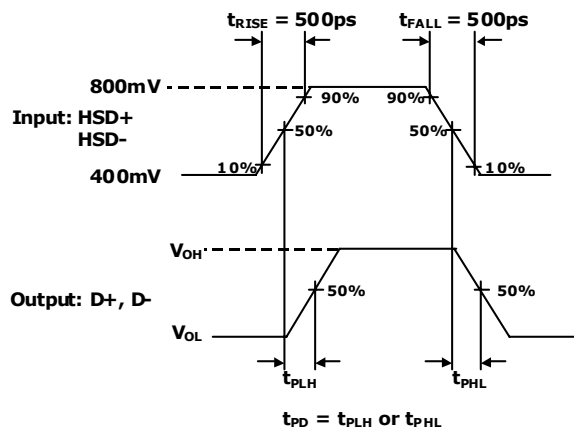 tRISE = 500ps
tFALL = 500ps
800mV
90%
90%
Input: HSD+
HSD-
50%
50%
10%
10%
400mV
VOH
Output: D+, D-
50%
50%
VOL
tPLH
tPHL
tPD = tPLH or tPHL